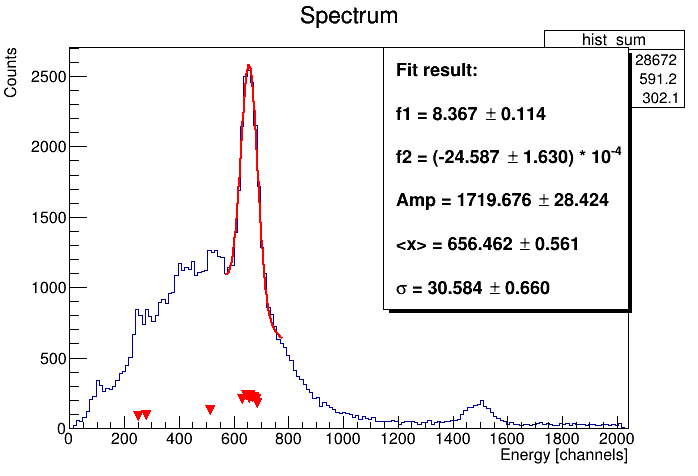 Spectrum
hist_sum
28672
591.2
302.1
Fit result:
f1 = 8.367 ± 0.114
f2 = (-24.587 ± 1.630) * 10⁻⁴
Amp = 1719.676 ± 28.424
<x> = 656.462 ± 0.561
σ = 30.584 ± 0.660
Counts
2500
2000
1500
1000
500
0
0 200 400 600 800 1000 1200 1400 1600 1800 2000
Energy [channels]